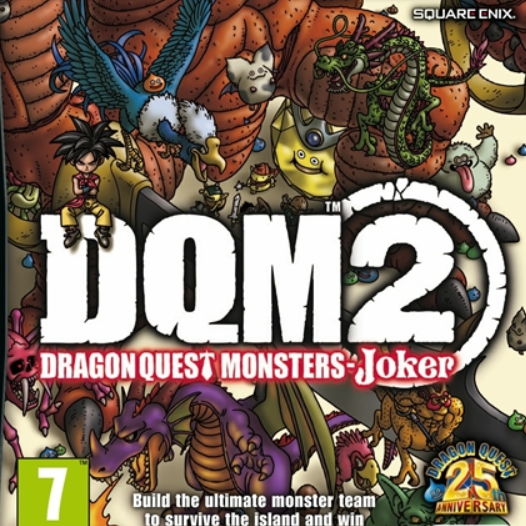 SQUARE ENIX.
DQM2
TM
DRAGON QUEST MONSTERS-Joker
7
TM
Build the ultimate monster team
to survive the island and win
DRAGON QUEST
25th
ANNIVERSARY